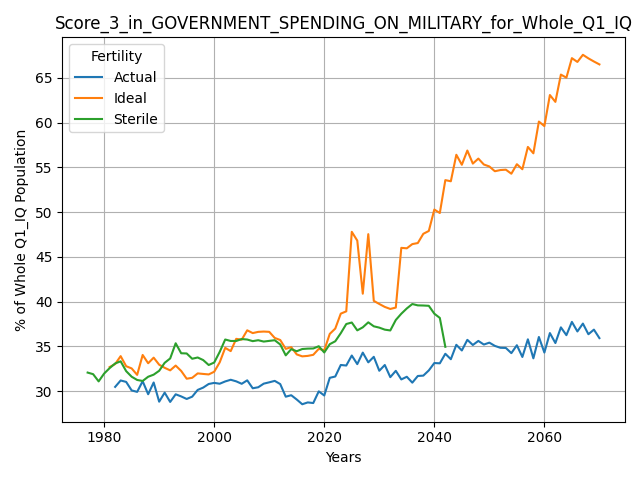 Score_3_in_GOVERNMENT_SPENDING_ON_MILITARY_for_Whole_Q1_IQ
Fertility
Actual
Ideal
Sterile
% of Whole Q1_IQ Population
65
60
55
50
45
40
35
30
1980
2000
2020
2040
2060
Years